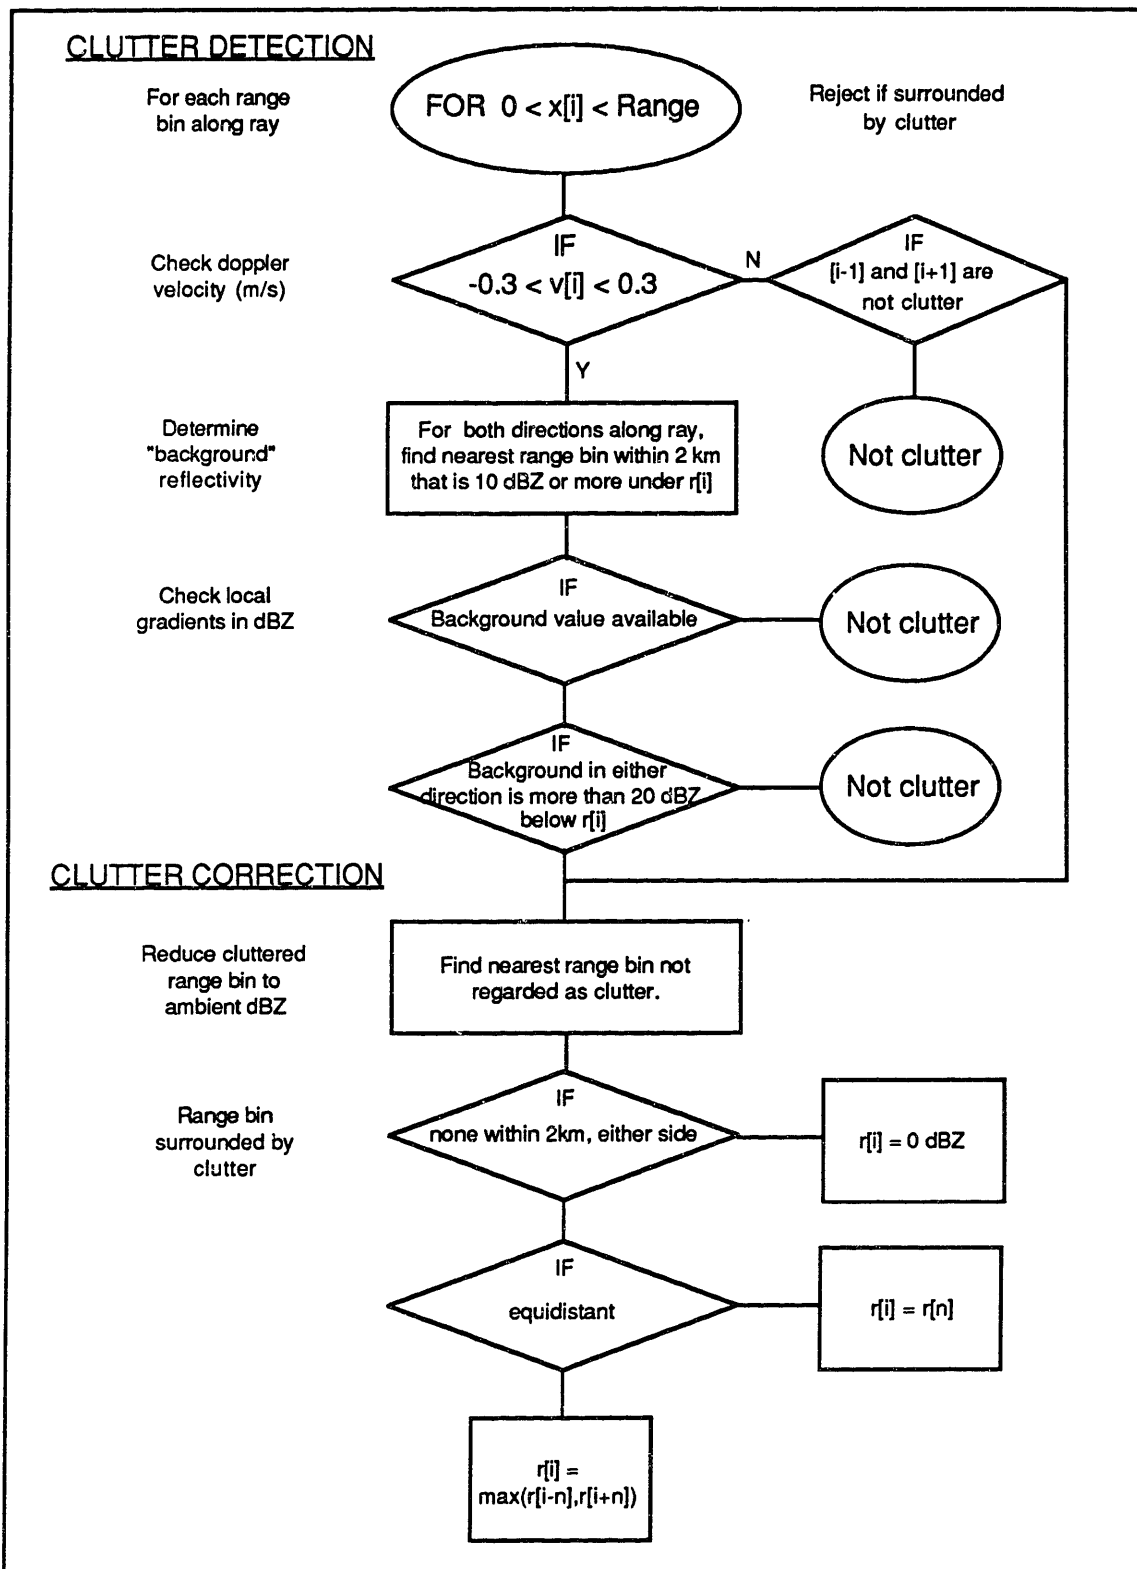 CLUTTER DETECTION
For each range
bin along ray
FOR 0 < x[i] < Range
Reject if surrounded
by clutter
Check doppler
velocity (m/s)
IF
-0.3 < v[i] < 0.3
N
IF
[i-1] and [i+1] are
not clutter
Y
Determine
"background"
reflectivity
For both directions along ray,
find nearest range bin within 2 km
that is 10 dBZ or more under r[i]
Not clutter
Check local
gradients in dBZ
IF
Background value available
Not clutter
IF
Background in either
direction is more than 20 dBZ
below r[i]
Not clutter
CLUTTER CORRECTION
Reduce cluttered
range bin to
ambient dBZ
Find nearest range bin not
regarded as clutter.
Range bin
surrounded by
clutter
IF
none within 2km, either side
r[i] = 0 dBZ
IF
equidistant
r[i] = r[n]
r[i] =
max(r[i-n],r[i+n])